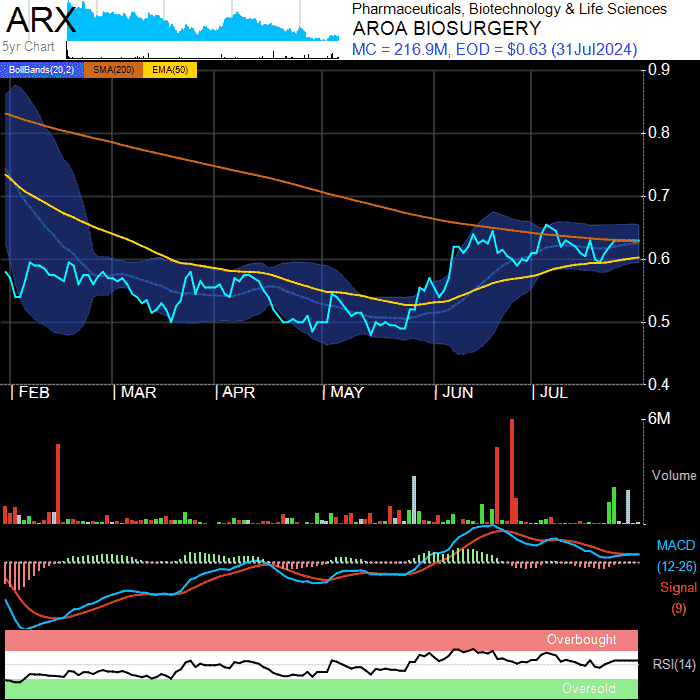 ARX
5yr Chart
Pharmaceuticals, Biotechnology & Life Sciences
AROA BIOSURGERY
MC = 216.9M, EOD = $0.63 (31Jul2024)
BollBands(20,2) SMA(200) EMA(50)
0.9
0.8
0.7
0.6
0.5
0.4
| FEB | MAR | APR | MAY | JUN | JUL
6M
Volume
MACD
(12-26)
Signal
(9)
Overbought
RSI(14)
Oversold